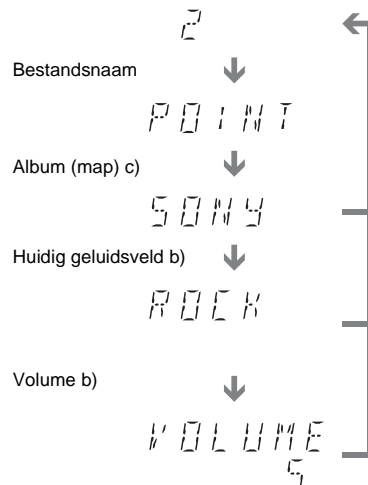 2
Bestandsnaam
POINT
Album (map) c)
SONY
Huidig geluidsveld b)
ROCK
Volume b)
VOLUME
5